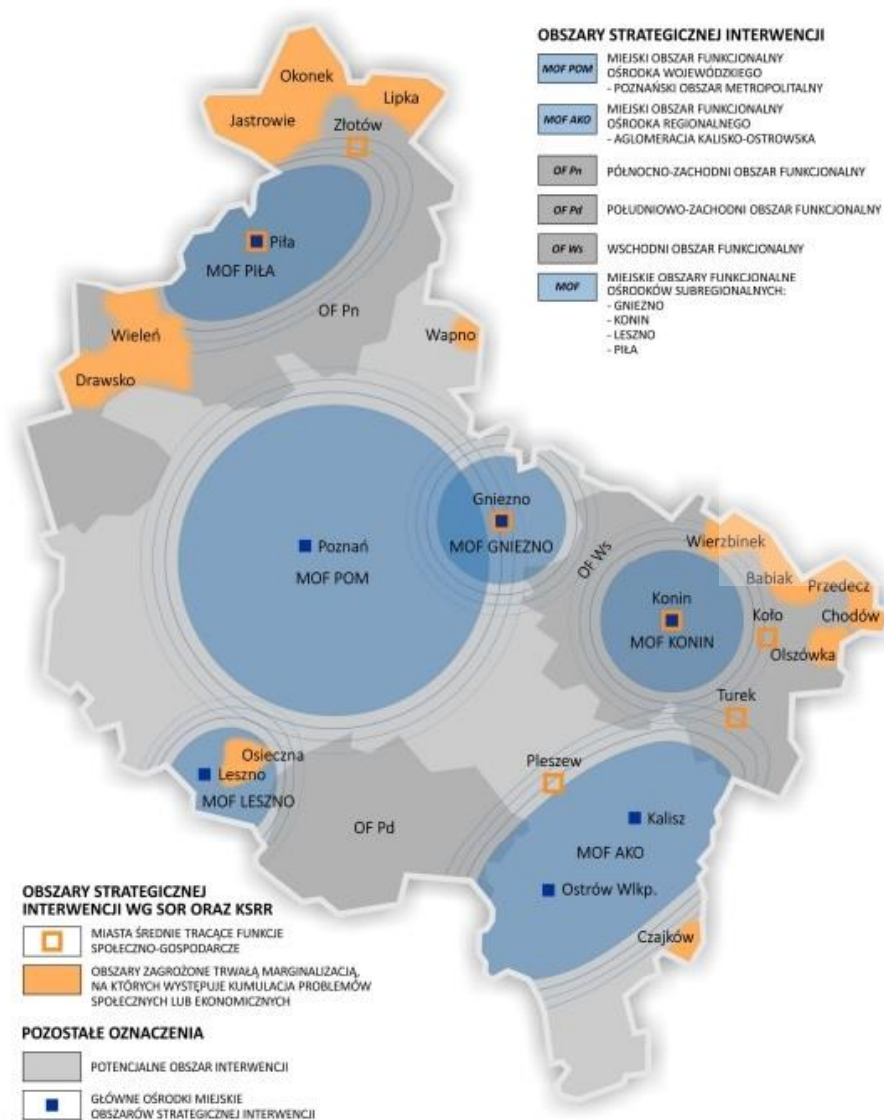 OBSZARY STRATEGICZNEJ INTERWENCJI
MOF POM
MIEJSKI OBSZAR FUNKCJONALNY
OŚRODKA WOJEWÓDZKIEGO
- POZNAŃSKI OBSZAR METROPOLITALNY
MOF AKO
MIEJSKI OBSZAR FUNKCJONALNY
OŚRODKA REGIONALNEGO
- AGLOMERACJA KALISKO-OSTROWSKA
OF Pn
PÓŁNOCNO-ZACHODNI OBSZAR FUNKCJONALNY
OF Pd
POŁUDNIOWO-ZACHODNI OBSZAR FUNKCJONALNY
OF Ws
WSCHODNI OBSZAR FUNKCJONALNY
MOF
MIEJSKIE OBSZARY FUNKCJONALNE
OŚRODKÓW SUBREGIONALNYCH:
- GNIEZNO
- KONIN
- LESZNO
- PIŁA
Okonek
Lipka
Jastrowie
Złotów
Piła
MOF PIŁA
OF Pn
Wieleń
Wapno
Drawsko
Gniezno
Poznań
MOF GNIEZNO
MOF POM
OF Ws
Wierzbinek
Babiak
Przedecz
Konin
Koło
Chodów
MOF KONIN
Olszówka
Turek
Osieczna
Pleszew
Leszno
MOF LESZNO
Kalisz
OF Pd
MOF AKO
Ostrów Wlkp.
Czajków
OBSZARY STRATEGICZNEJ
INTERWENCJI WG SOR ORAZ KSRR
MIASTA ŚREDNIE TRACĄCE FUNKCJE
SPOŁECZNO-GOSPODARCZE
OBSZARY ZAGROŻONE TRWAŁĄ MARGINALIZACJĄ,
NA KTÓRYCH WYSTĘPUJE KUMULACJA PROBLEMÓW
SPOŁECZNYCH LUB EKONOMICZNYCH
POZOSTAŁE OZNACZENIA
POTENCJALNE OBSZAR INTERWENCJI
GŁÓWNE OŚRODKI MIEJSKIE
OBSZARÓW STRATEGICZNEJ INTERWENCJI